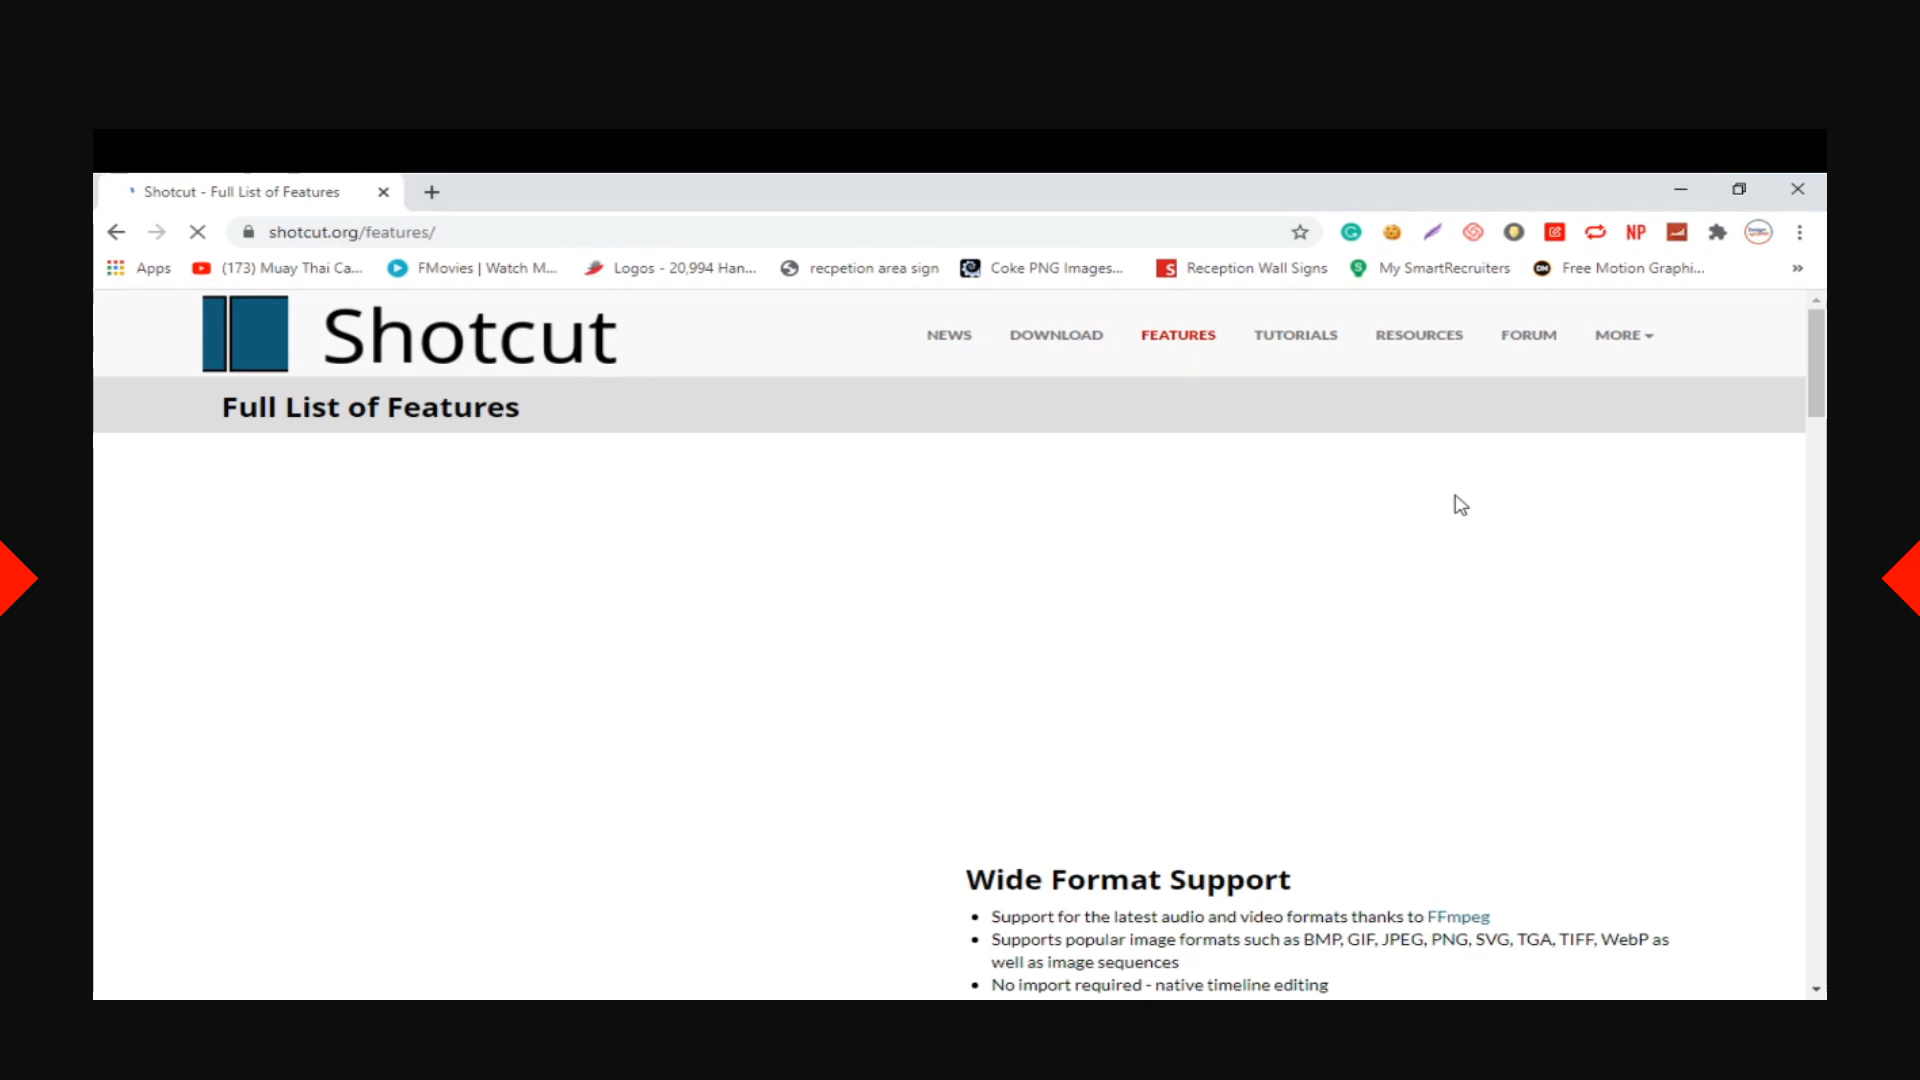 Shotcut - Full List of Features
shotcut.org/features/
NP
Apps (173) Muay Thai Ca... FMovies | Watch M... Logos - 20,994 Han... recpetion area sign Coke PNG Images... Reception Wall Signs My SmartRecruiters Free Motion Graphi...
Shotcut
NEWS DOWNLOAD FEATURES TUTORIALS RESOURCES FORUM MORE
Full List of Features
Wide Format Support
• Support for the latest audio and video formats thanks to FFmpeg
• Supports popular image formats such as BMP, GIF, JPEG, PNG, SVG, TGA, TIFF, WebP as
well as image sequences
• No import required - native timeline editing